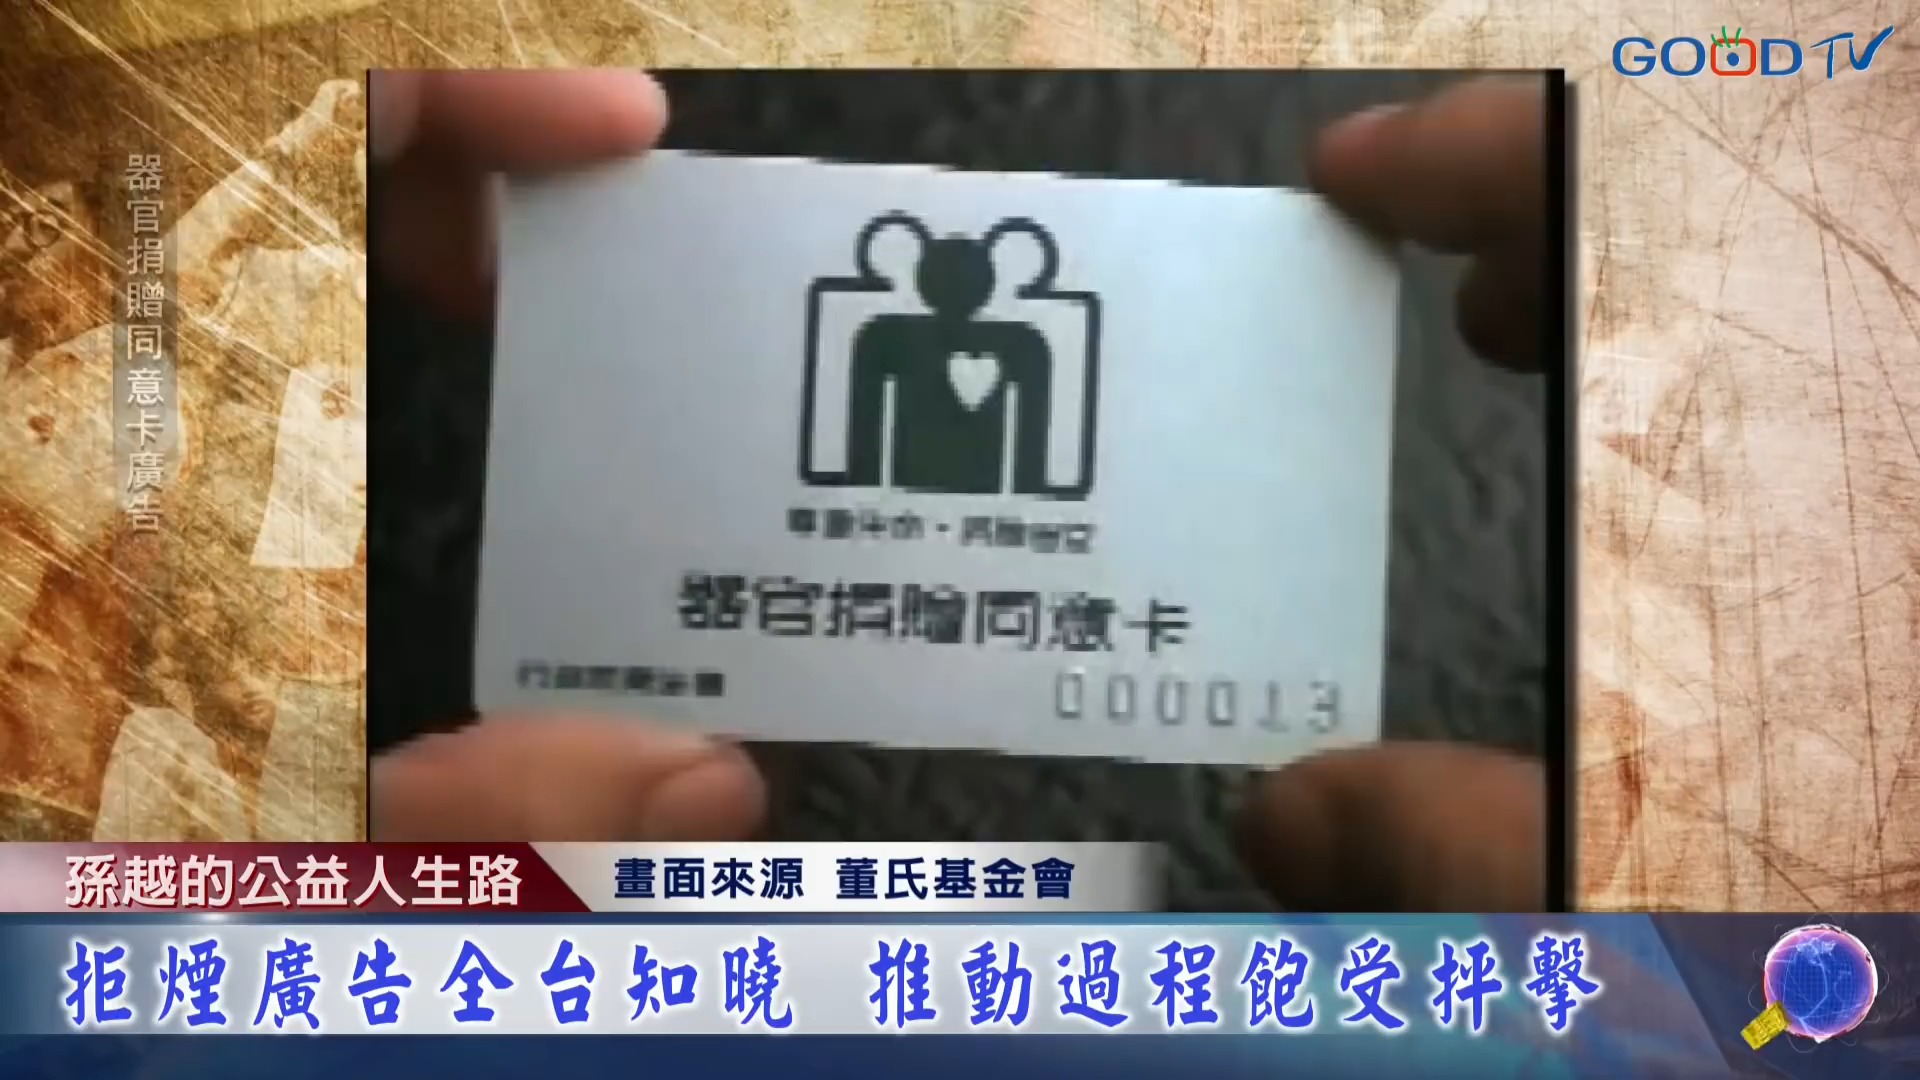 GOOD TV
器官捐贈同意卡廣告
器官捐贈同意卡
000013
孫越的公益人生路
畫面來源 董氏基金會
拒煙廣告全台知曉 推動過程飽受抨擊